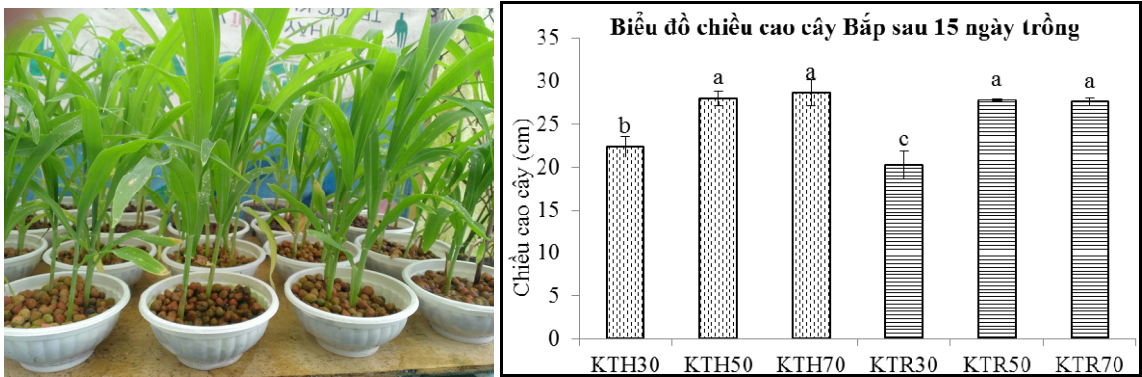 Biểu đồ chiều cao cây Bắp sau 15 ngày trồng
Chiều cao cây (cm)
35
30
25
20
15
10
5
0
b
a
a
c
a
a
KTH30 KTH50 KTH70 KTR30 KTR50 KTR70